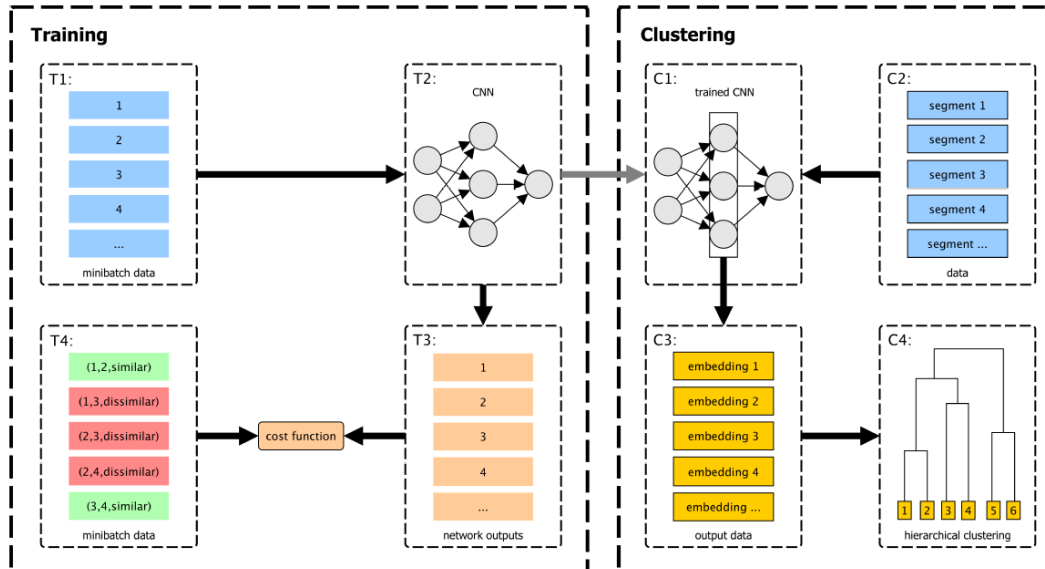 Training
T1:
1
2
3
4
...
minibatch data
T2:
CNN
T4:
(1,2,similar)
(1,3,dissimilar)
(2,3,dissimilar)
(2,4,dissimilar)
(3,4,similar)
minibatch data
cost function
T3:
1
2
3
4
...
network outputs
Clustering
C1:
trained CNN
C2:
segment 1
segment 2
segment 3
segment 4
segment ...
data
C3:
embedding 1
embedding 2
embedding 3
embedding 4
embedding ...
output data
C4:
1 2 3 4 5 6
hierarchical clustering